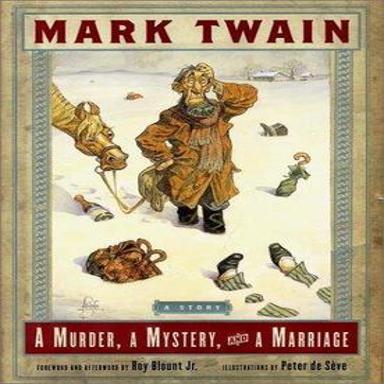 MARK TWAIN
A STORY
A MURDER, A MYSTERY, AND A MARRIAGE
FOREWORD AND AFTERWORD BY Roy Blount Jr. ILLUSTRATIONS BY Peter de Sève